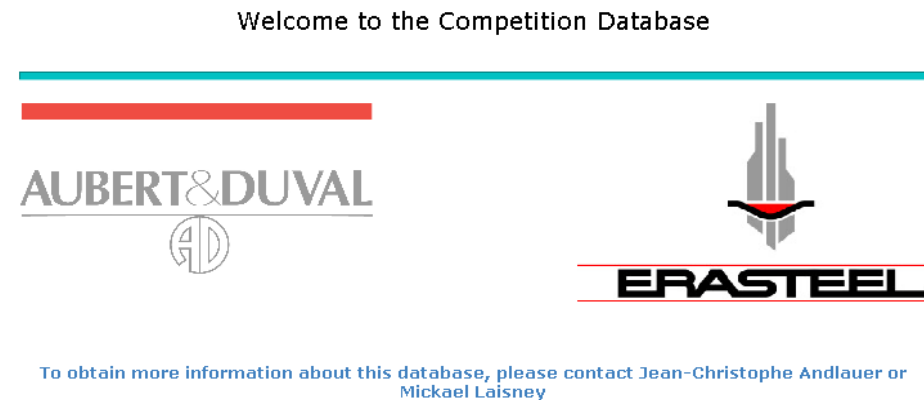 Welcome to the Competition Database
AUBERT&DUVAL
AD
ERASTEEL
To obtain more information about this database, please contact Jean-Christophe Andlauer or
Mickael Laisney